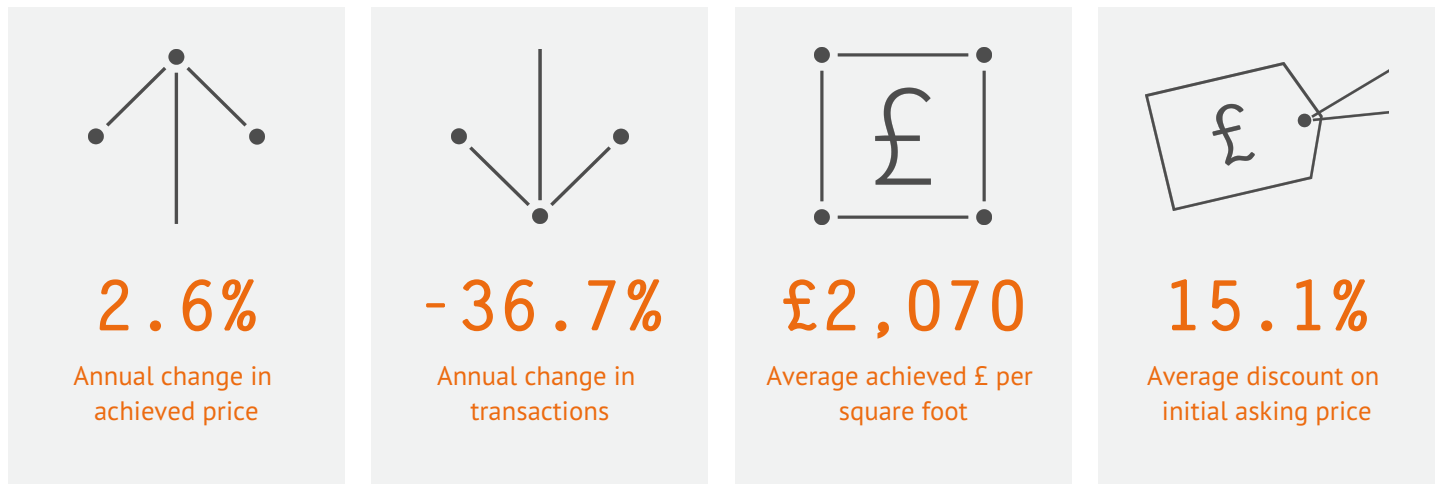 £
£
2.6%
-36.7%
£2,070
15.1%
Annual change in
achieved price
Annual change in
transactions
Average achieved £ per
square foot
Average discount on
initial asking price